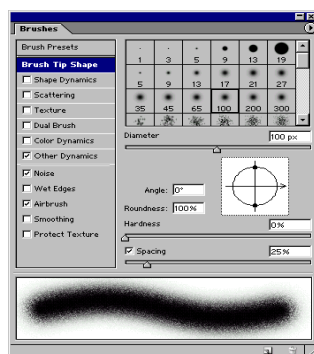 Brushes
Brush Presets
Brush Tip Shape
Shape Dynamics
Scattering
Texture
Dual Brush
Color Dynamics
Other Dynamics
Noise
Wet Edges
Airbrush
Smoothing
Protect Texture
1 3 5 9 13 19
5 9 13 17 21 27
35 45 65 100 200 300
Diameter 100 px
Angle: 0°
Roundness: 100%
Hardness 0%
Spacing 25%